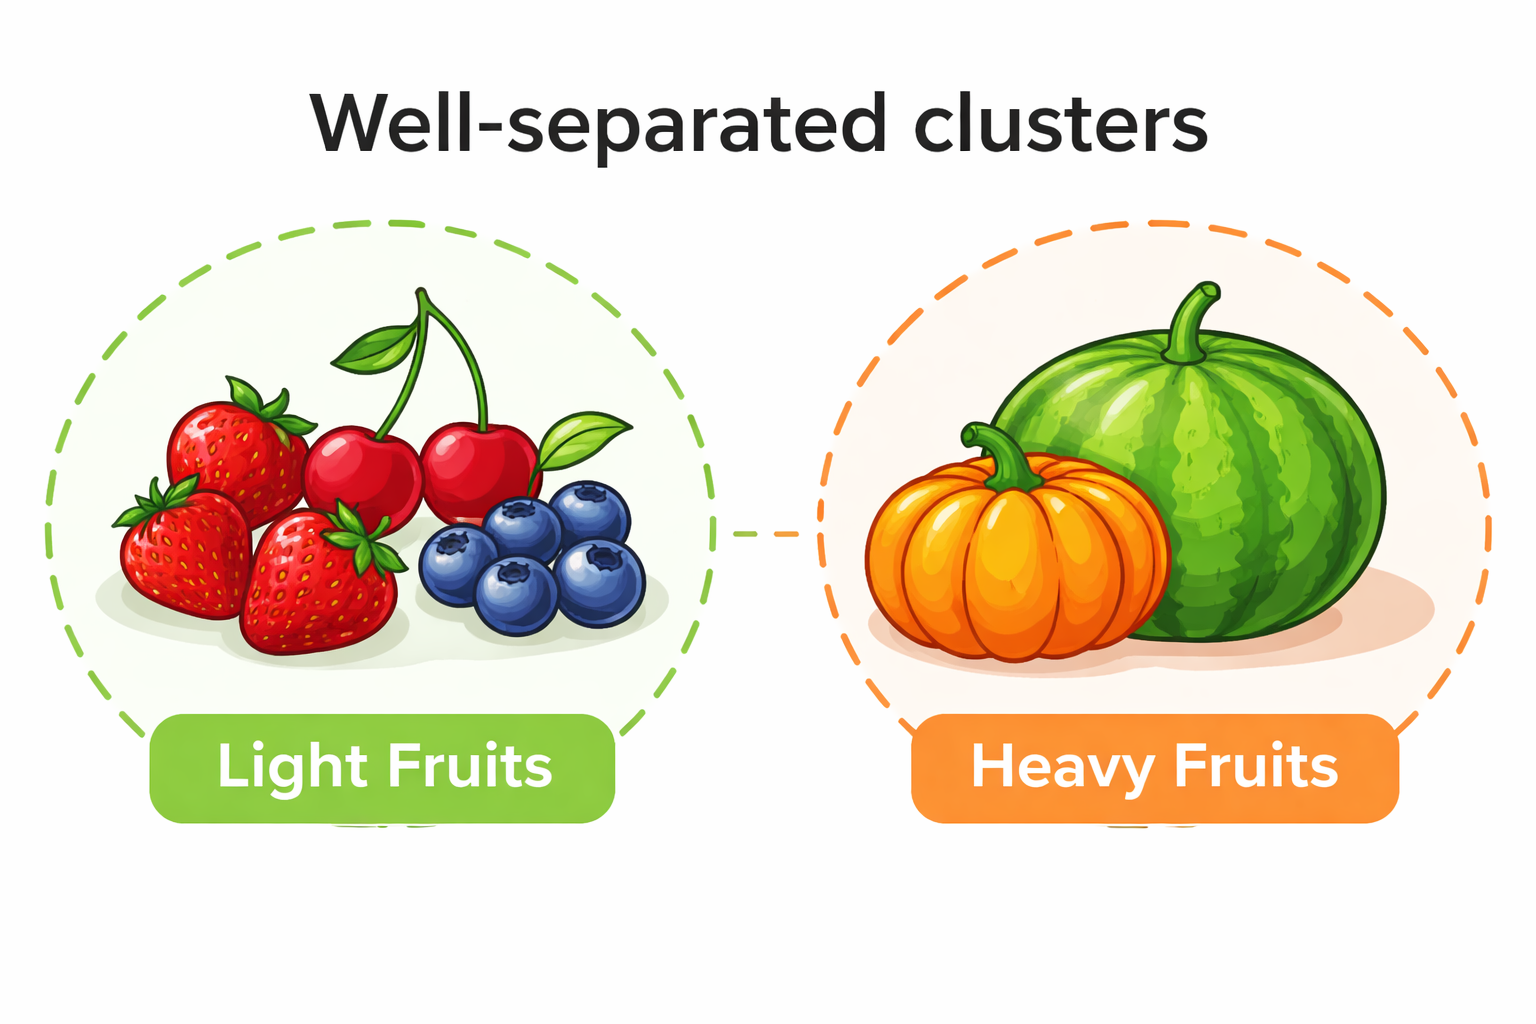 Well-separated clusters
Light Fruits
Heavy Fruits